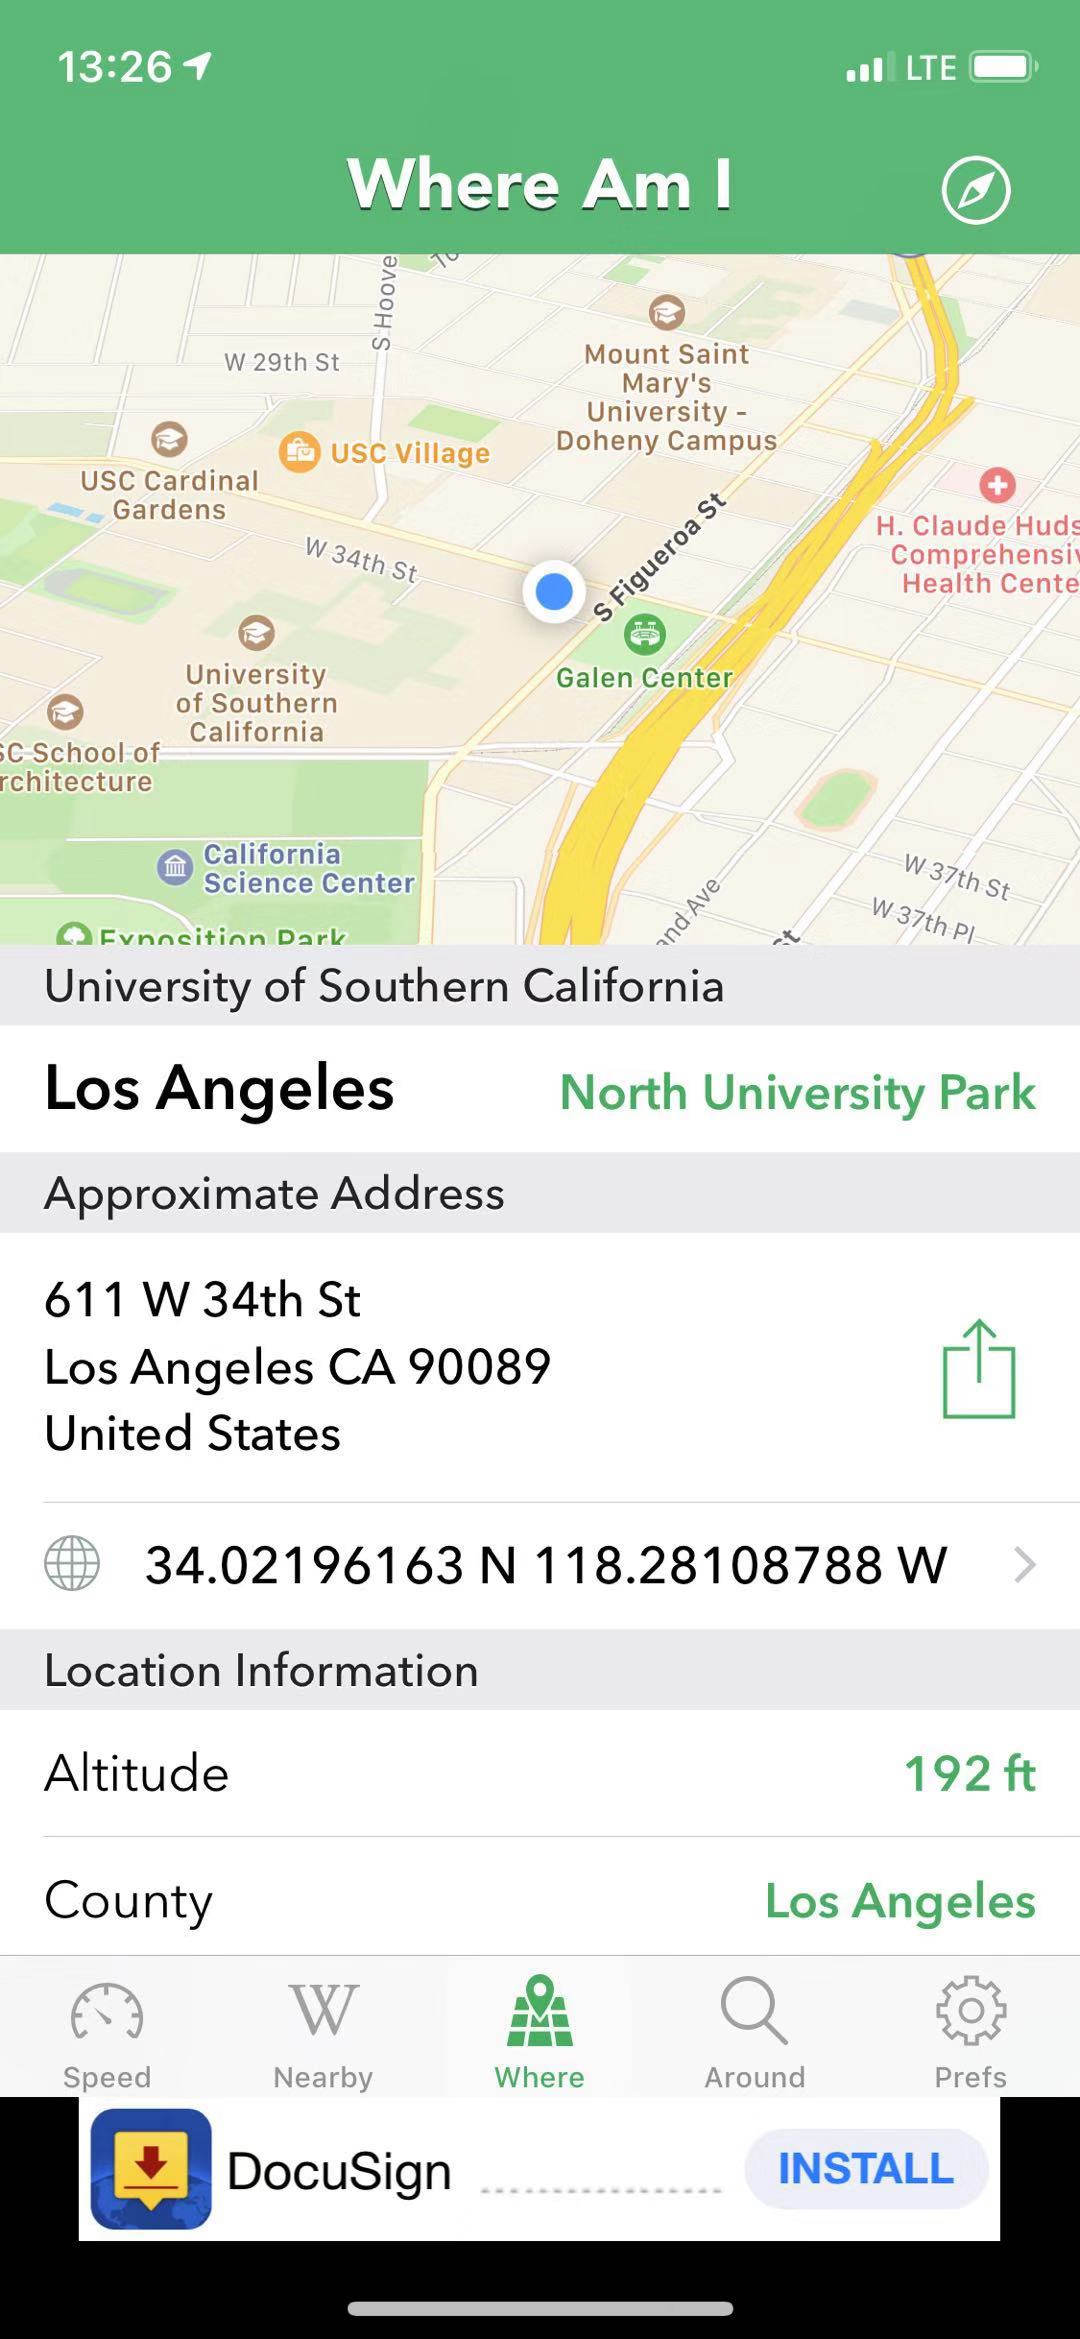 13:26
LTE
Where Am I
S Hoove
W 29th St
Mount Saint
Mary's
University -
Doheny Campus
USC Village
USC Cardinal
Gardens
H. Claude Huds
Comprehensiv
Health Cente
S Figueroa St
W 34th St
Galen Center
University
of Southern
California
SC School of
rchitecture
California
Science Center
W 37th St
W 37th Pl
and Ave
St
Exposition Park
University of Southern California
Los Angeles
North University Park
Approximate Address
611 W 34th St
Los Angeles CA 90089
United States
34.02196163 N 118.28108788 W
Location Information
Altitude
192 ft
County
Los Angeles
Speed
W
Nearby
Where
Around
Prefs
DocuSign
INSTALL